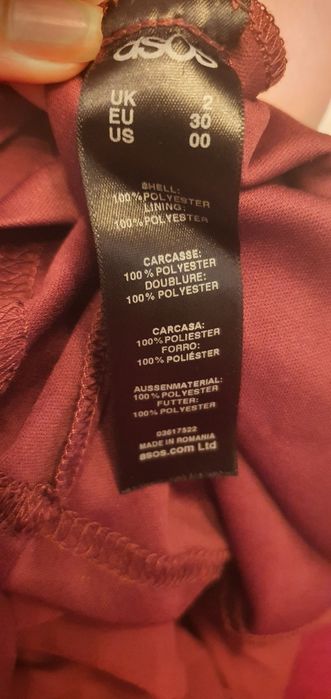 asos
UK 2
EU 30
US 00
SHELL:
100% POLYESTER
LINING:
100% POLYESTER
CARCASSE:
100% POLYESTER
DOUBLURE:
100% POLYESTER
CARCASA:
100% POLIESTER
FORRO:
100% POLIÉSTER
AUSSENMATERIAL:
100% POLYESTER
FUTTER:
100% POLYESTER
03617522
MADE IN ROMANIA
asos.com Ltd